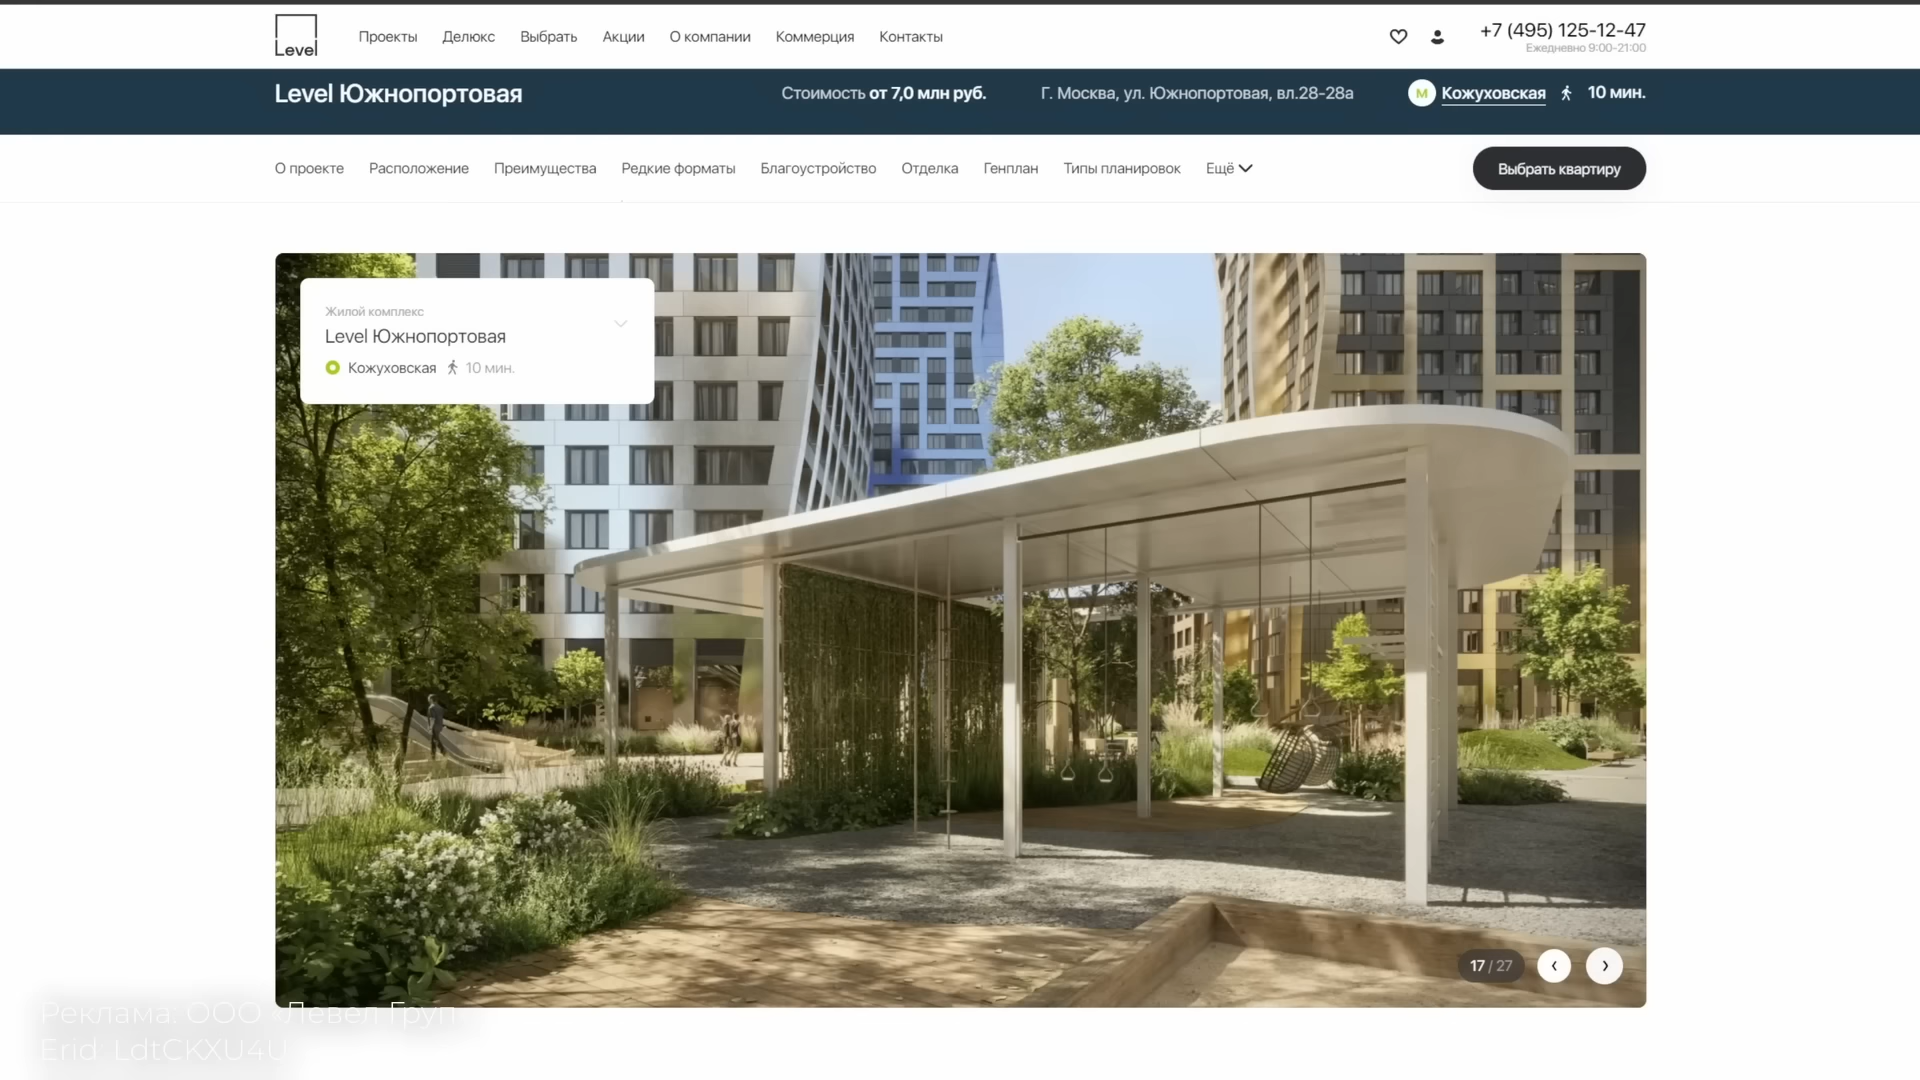 Level
Проекты Делюкс Выбрать Акции О компании Коммерция Контакты
+7 (495) 125-12-47
Ежедневно 9:00-21:00
Level Южнопортовая
Стоимость от 7,0 млн руб.
Г. Москва, ул. Южнопортовая, вл.28-28а
М Кожуховская 10 мин.
О проекте Расположение Преимущества Редкие форматы Благоустройство Отделка Генплан Типы планировок Ещё
Выбрать квартиру
Жилой комплекс
Level Южнопортовая
Кожуховская 10 мин.
17 / 27
Реклама: ООО «Левел Груп»
Erid: LdtCKXU4U